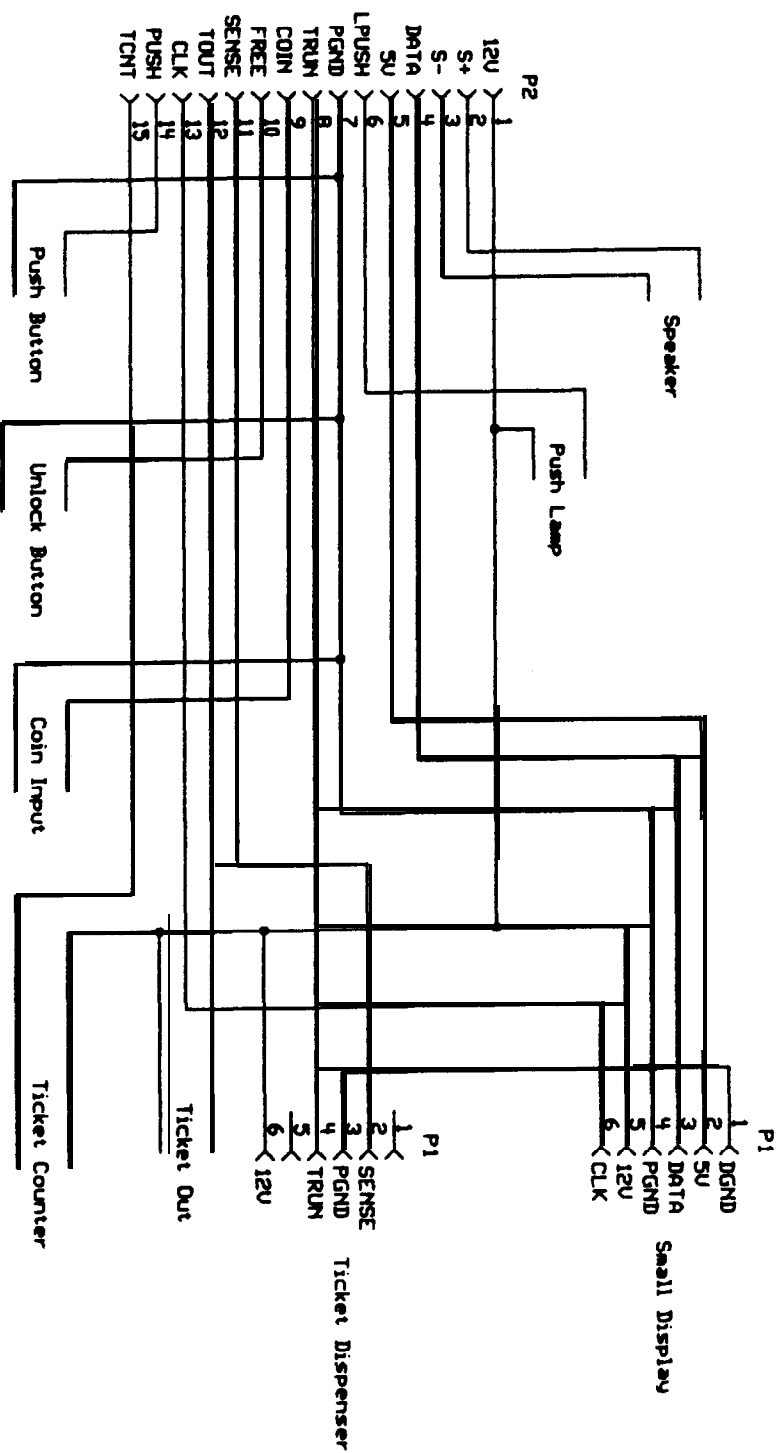 P2
12V 1
S+ 2
S- 3
DATA 4
5V 5
LPUSH 6
PGND 7
TRUN 8
COIN 9
FREE 10
SENSE 11
TOUT 12
CLK 13
PUSH 14
TCNT 15
Speaker
Push Lamp
Push Button
Unlock Button
Coin Input
Ticket Counter
Ticket Out
P1
1
2 SENSE
3 PGND
4 TRUN
5
6 12V
Ticket Dispenser
P1
1 DGND
2 5V
3 DATA
4 PGND
5 12V
6 CLK
Small Display